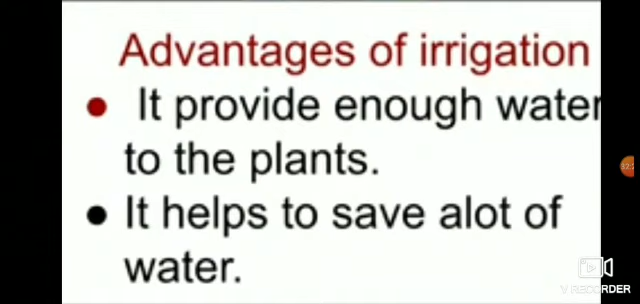 Advantages of irrigation
● It provide enough water
to the plants.
● It helps to save alot of
water.
V RECORDER